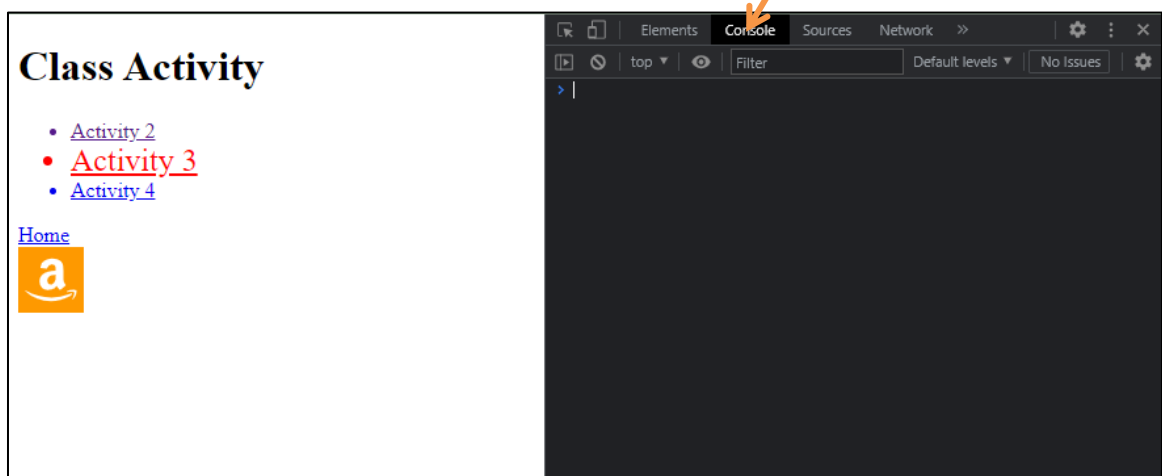 Class Activity
Activity 2
Activity 3
Activity 4
Home
a
Elements Console Sources Network »
top Filter Default levels No Issues
>